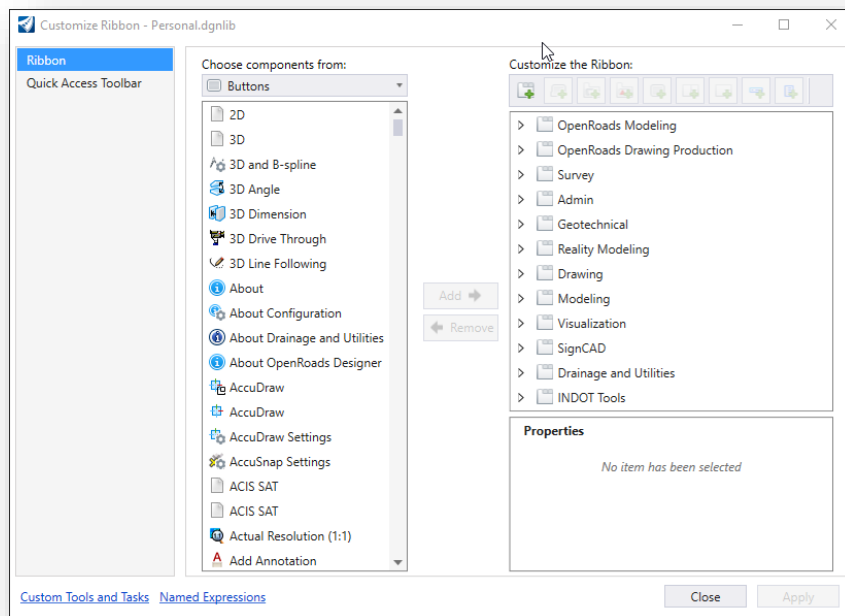 Customize Ribbon - Personal.dgnlib
Ribbon
Quick Access Toolbar
Choose components from:
Buttons
2D
3D
3D and B-spline
3D Angle
3D Dimension
3D Drive Through
3D Line Following
About
About Configuration
About Drainage and Utilities
About OpenRoads Designer
AccuDraw
AccuDraw
AccuDraw Settings
AccuSnap Settings
ACIS SAT
ACIS SAT
Actual Resolution (1:1)
Add Annotation
Add
Remove
Customize the Ribbon:
OpenRoads Modeling
OpenRoads Drawing Production
Survey
Admin
Geotechnical
Reality Modeling
Drawing
Modeling
Visualization
SignCAD
Drainage and Utilities
INDOT Tools
Properties
No item has been selected
Custom Tools and Tasks Named Expressions
Close Apply